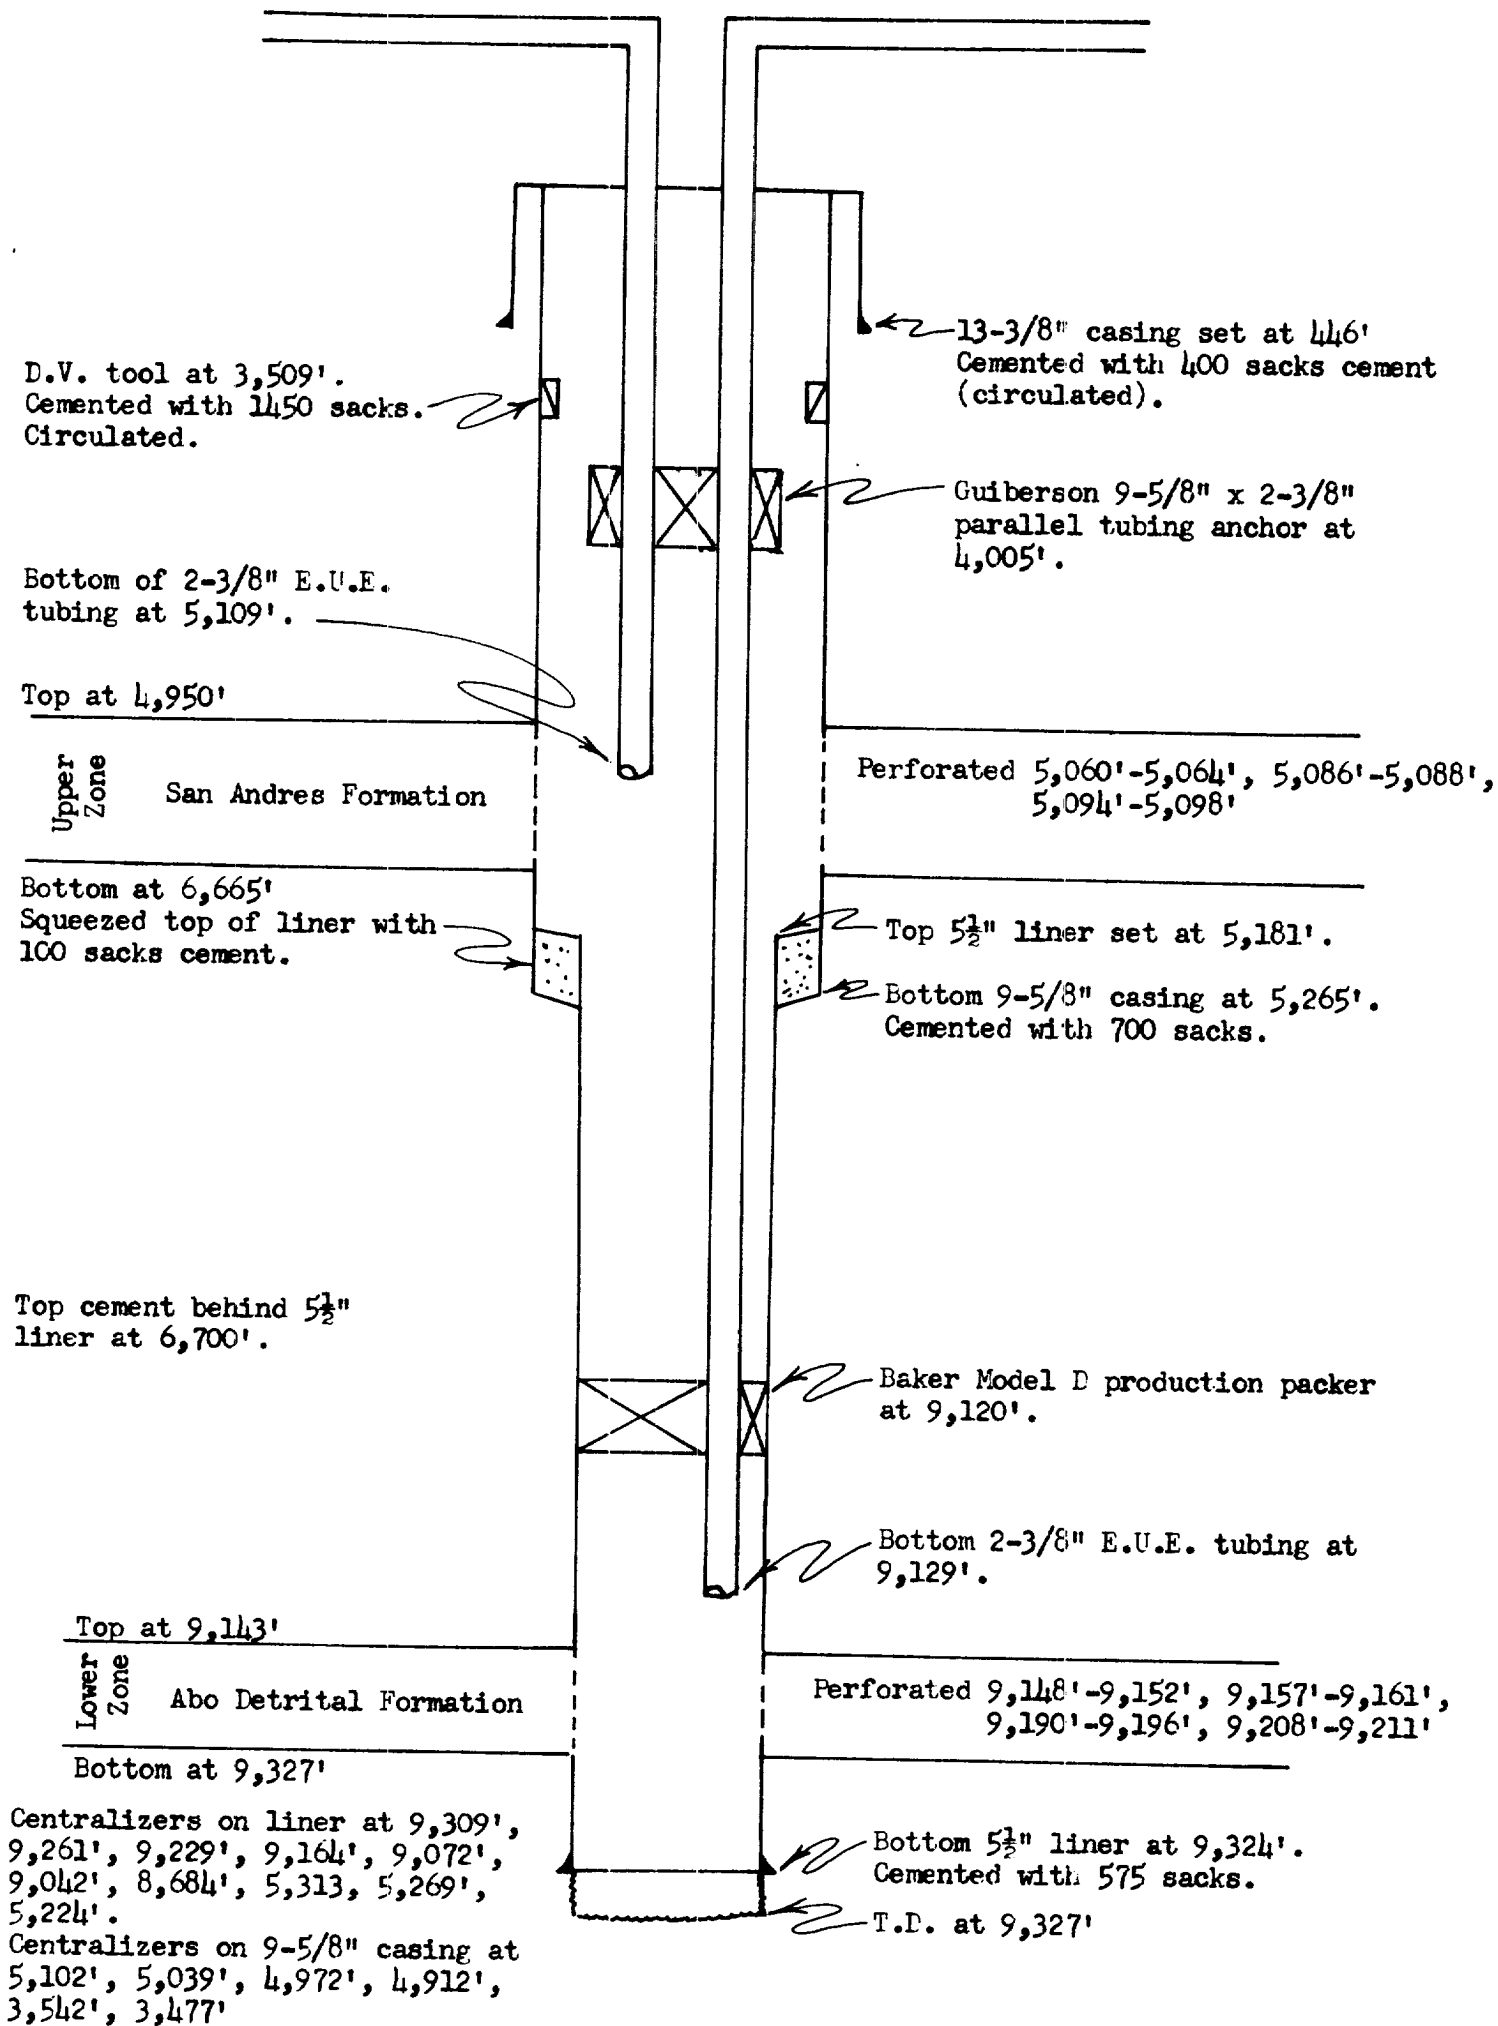 13-3/8" casing set at 446'
Cemented with 400 sacks cement
(circulated).
D.V. tool at 3,509'.
Cemented with 1450 sacks.
Circulated.
Guiberson 9-5/8" x 2-3/8"
parallel tubing anchor at
4,005'.
Bottom of 2-3/8" E.U.E.
tubing at 5,109'.
Top at 4,950'
Upper
Zone
San Andres Formation
Perforated 5,060'-5,064', 5,086'-5,088',
5,094'-5,098'
Bottom at 6,665'
Squeezed top of liner with
100 sacks cement.
Top 5½" liner set at 5,181'.
Bottom 9-5/8" casing at 5,265'.
Cemented with 700 sacks.
Top cement behind 5½"
liner at 6,700'.
Baker Model D production packer
at 9,120'.
Bottom 2-3/8" E.U.E. tubing at
9,129'.
Top at 9,143'
Lower
Zone
Abo Detrital Formation
Perforated 9,148'-9,152', 9,157'-9,161',
9,190'-9,196', 9,208'-9,211'
Bottom at 9,327'
Centralizers on liner at 9,309',
9,261', 9,229', 9,164', 9,072',
9,042', 8,684', 5,313, 5,269',
5,224'.
Centralizers on 9-5/8" casing at
5,102', 5,039', 4,972', 4,912',
3,542', 3,477'
Bottom 5½" liner at 9,324'.
Cemented with 575 sacks.
T.D. at 9,327'